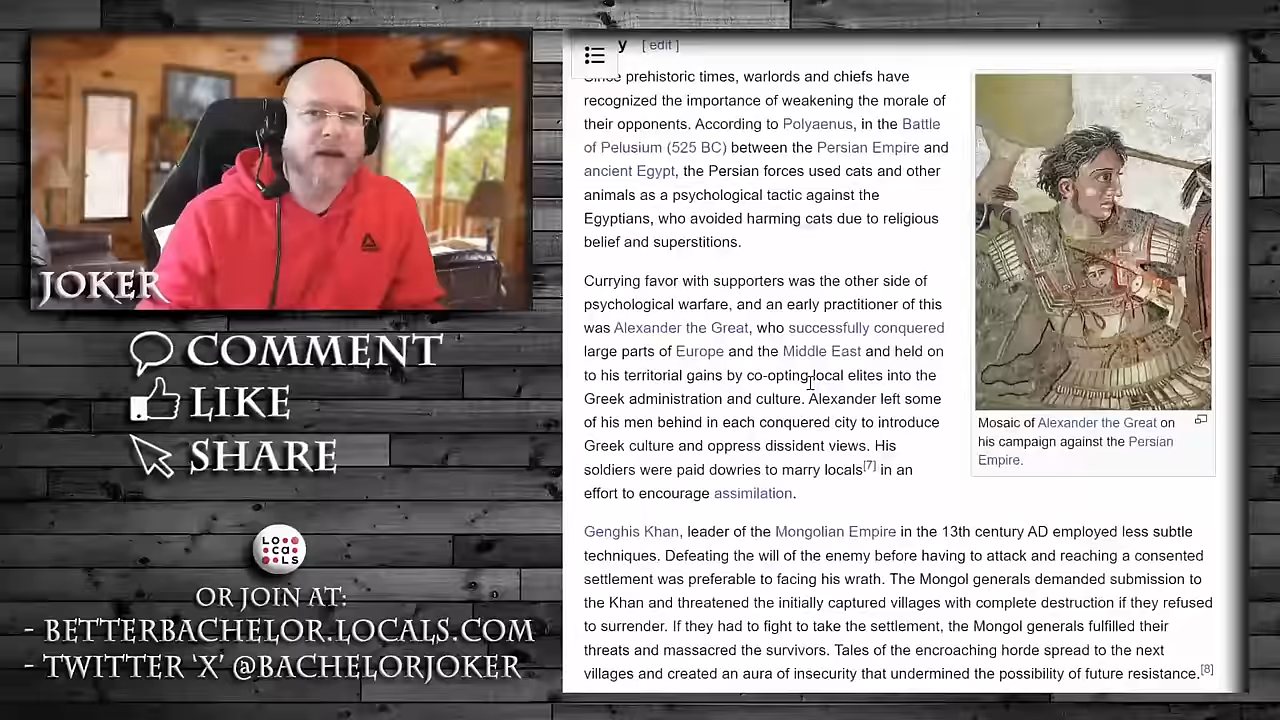 JOKER
COMMENT
LIKE
SHARE
LOcaLS
OR JOIN AT:
- BETTERBACHELOR.LOCALS.COM
- TWITTER 'X' @BACHELORJOKER
y [ edit ]
Since prehistoric times, warlords and chiefs have
recognized the importance of weakening the morale of
their opponents. According to Polyaenus, in the Battle
of Pelusium (525 BC) between the Persian Empire and
ancient Egypt, the Persian forces used cats and other
animals as a psychological tactic against the
Egyptians, who avoided harming cats due to religious
belief and superstitions.
Currying favor with supporters was the other side of
psychological warfare, and an early practitioner of this
was Alexander the Great, who successfully conquered
large parts of Europe and the Middle East and held on
to his territorial gains by co-opting local elites into the
Greek administration and culture. Alexander left some
of his men behind in each conquered city to introduce
Greek culture and oppress dissident views. His
soldiers were paid dowries to marry locals[7] in an
effort to encourage assimilation.
Mosaic of Alexander the Great on
his campaign against the Persian
Empire.
Genghis Khan, leader of the Mongolian Empire in the 13th century AD employed less subtle
techniques. Defeating the will of the enemy before having to attack and reaching a consented
settlement was preferable to facing his wrath. The Mongol generals demanded submission to
the Khan and threatened the initially captured villages with complete destruction if they refused
to surrender. If they had to fight to take the settlement, the Mongol generals fulfilled their
threats and massacred the survivors. Tales of the encroaching horde spread to the next
villages and created an aura of insecurity that undermined the possibility of future resistance.[8]